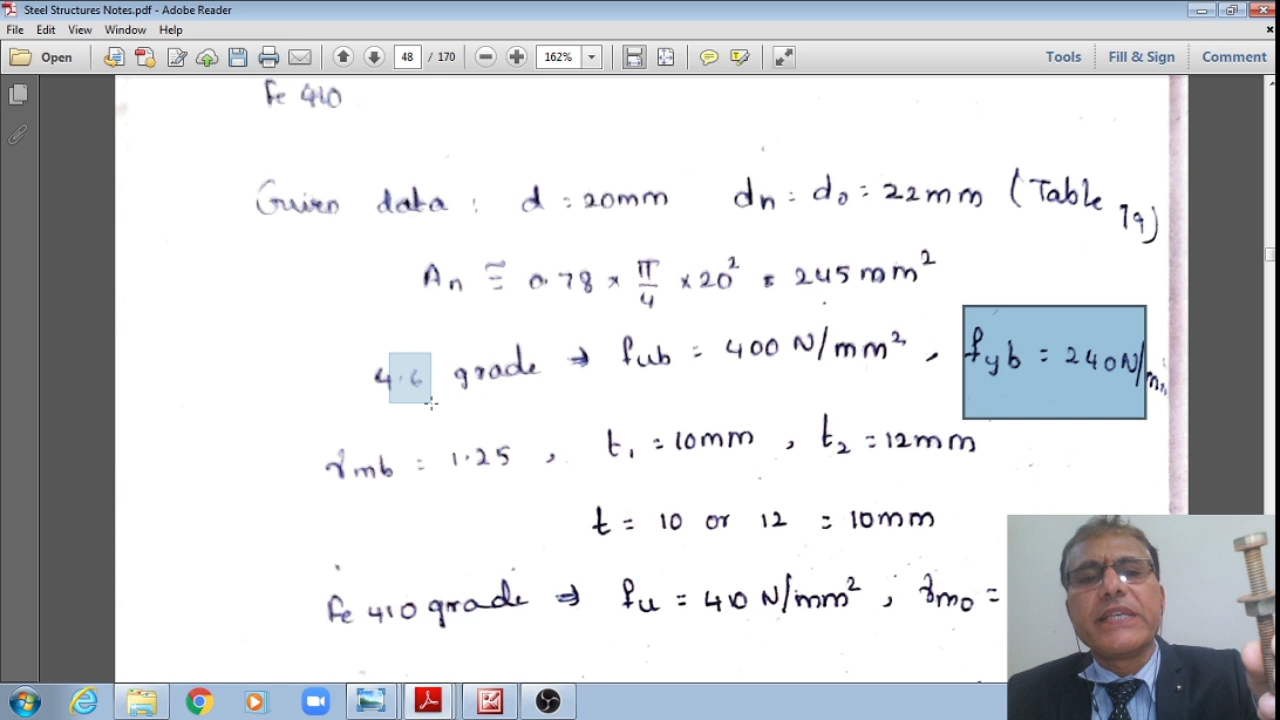 Steel Structures Notes.pdf - Adobe Reader
File Edit View Window Help
Open 48 / 170 162% Tools Fill & Sign Comment
Fe 410
Given data : d = 20mm dn = do = 22mm (Table 19)
An ≅ 0.78 × π/4 × 20² = 245 mm²
4.6 grade ⇒ fub = 400 N/mm², fyb = 240 N/mm
γmb = 1.25 , t₁ = 10mm , t₂ = 12mm
t = 10 or 12 = 10mm
Fe 410 grade ⇒ fu = 410 N/mm² ; γmo =